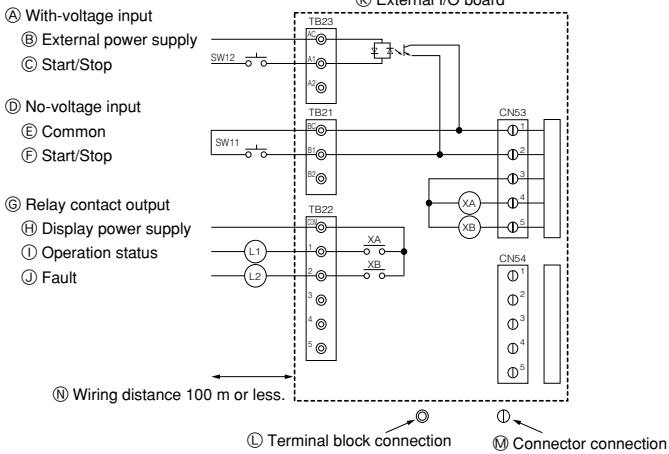 Ⓚ External I/O board
Ⓐ With-voltage input
Ⓑ External power supply
Ⓒ Start/Stop
SW12
TB23
AC
A1
A2
Ⓓ No-voltage input
Ⓔ Common
Ⓕ Start/Stop
SW11
TB21
BC
B1
B2
CN53
1
2
3
4
5
XA
XB
Ⓖ Relay contact output
Ⓗ Display power supply
Ⓘ Operation status
Ⓙ Fault
L1
L2
TB22
COM
1
2
3
4
5
XA
XB
CN54
1
2
3
4
5
Ⓝ Wiring distance 100 m or less.
Ⓛ Terminal block connection
Ⓜ Connector connection